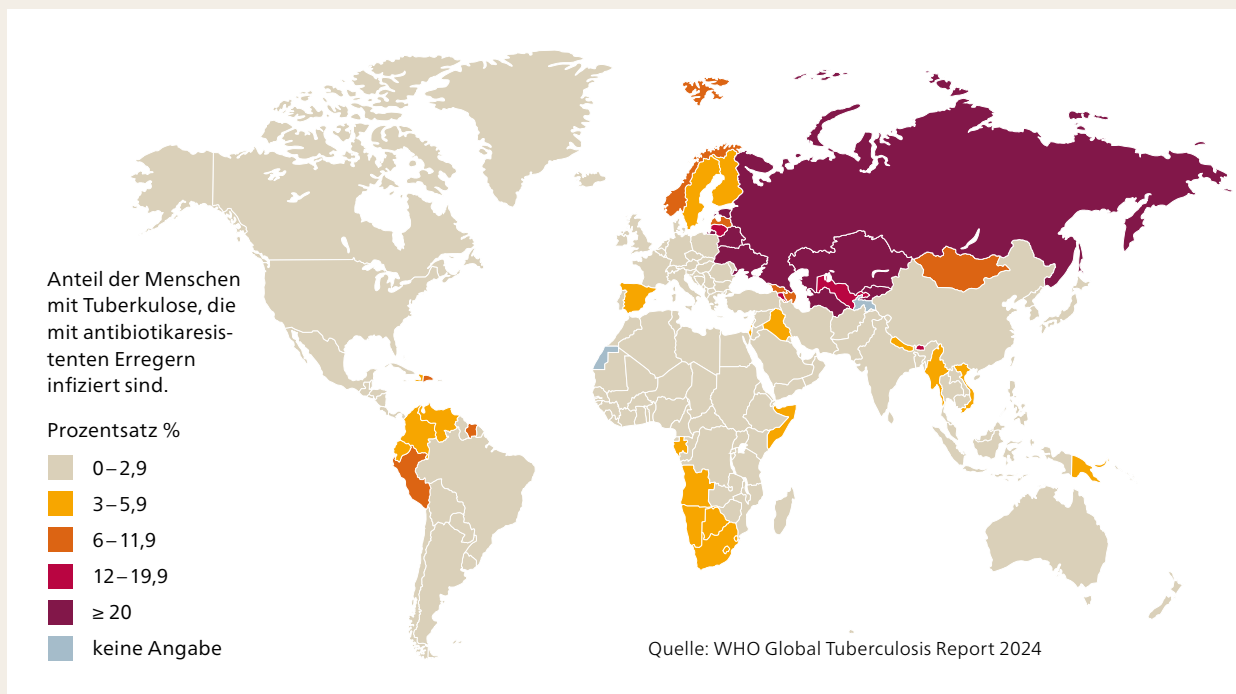 Anteil der Menschen
mit Tuberkulose, die
mit antibiotikaresis-
tenten Erregern
infiziert sind.
Prozentsatz %
0–2,9
3–5,9
6–11,9
12–19,9
≥ 20
keine Angabe
Quelle: WHO Global Tuberculosis Report 2024